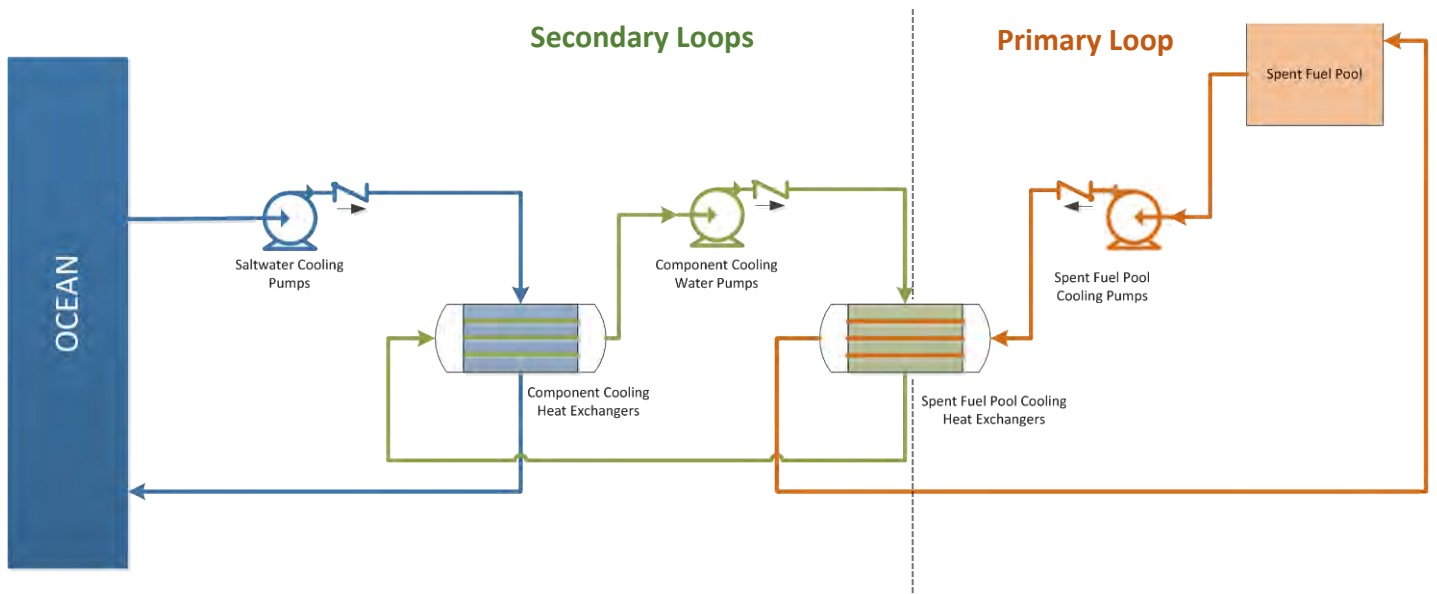 Secondary Loops
Primary Loop
Spent Fuel Pool
OCEAN
Saltwater Cooling
Pumps
Component Cooling
Water Pumps
Spent Fuel Pool
Cooling Pumps
Component Cooling
Heat Exchangers
Spent Fuel Pool Cooling
Heat Exchangers